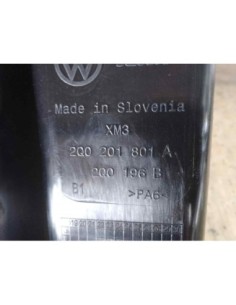 Made in Slovenia
XM3
2Q0 201 801 A
2Q0 196 B
B1 >PA6-